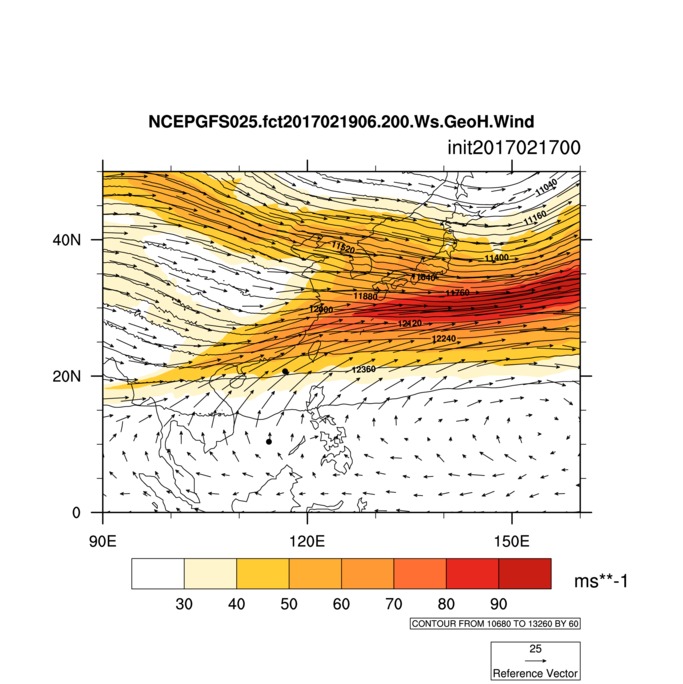 NCEPGFS025.fct2017021906.200.Ws.GeoH.Wind
init2017021700
11040
11160
40N
11520
11400
11640
11760
11880
12000
12120
12240
12360
20N
0
90E 120E 150E
ms**-1
30 40 50 60 70 80 90
CONTOUR FROM 10680 TO 13260 BY 60
25
Reference Vector